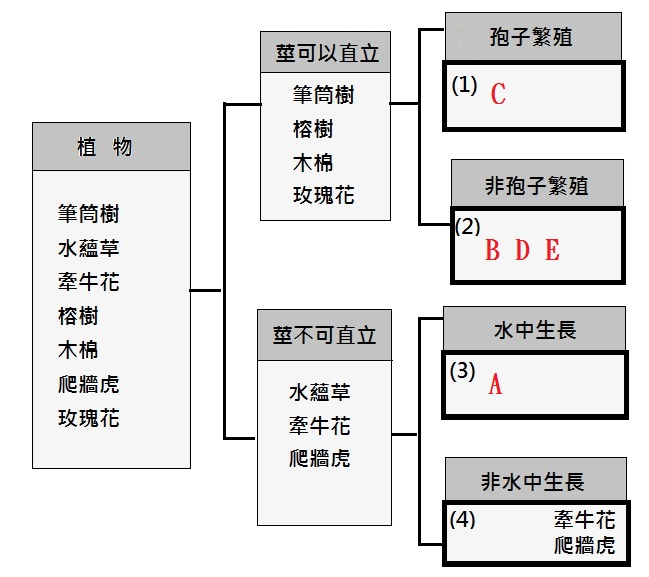 植 物
筆筒樹
水蘊草
牽牛花
榕樹
木棉
爬牆虎
玫瑰花
莖可以直立
筆筒樹
榕樹
木棉
玫瑰花
莖不可直立
水蘊草
牽牛花
爬牆虎
孢子繁殖
(1) C
非孢子繁殖
(2)
B D E
水中生長
(3) A
非水中生長
(4) 牽牛花
爬牆虎